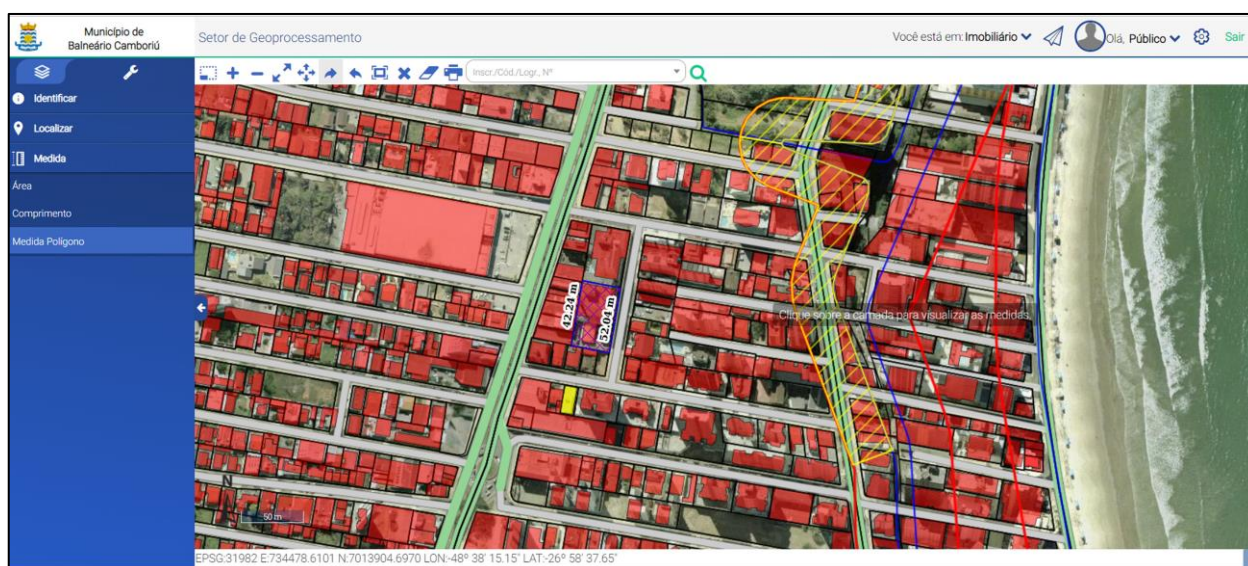 Município de
Balneário Camboriú
Setor de Geoprocessamento
Você está em: Imobiliário
Olá, Público
Sair
Inscr./Cód./Logr., Nº
Identificar
Localizar
Medida
Área
Comprimento
Medida Polígono
42.24 m
52.04 m
Clique sobre a camada para visualizar as medidas.
N
50 m
EPSG:31982 E:734478.6101 N:7013904.6970 LON:-48º 38' 15.15" LAT:-26º 58' 37.65"